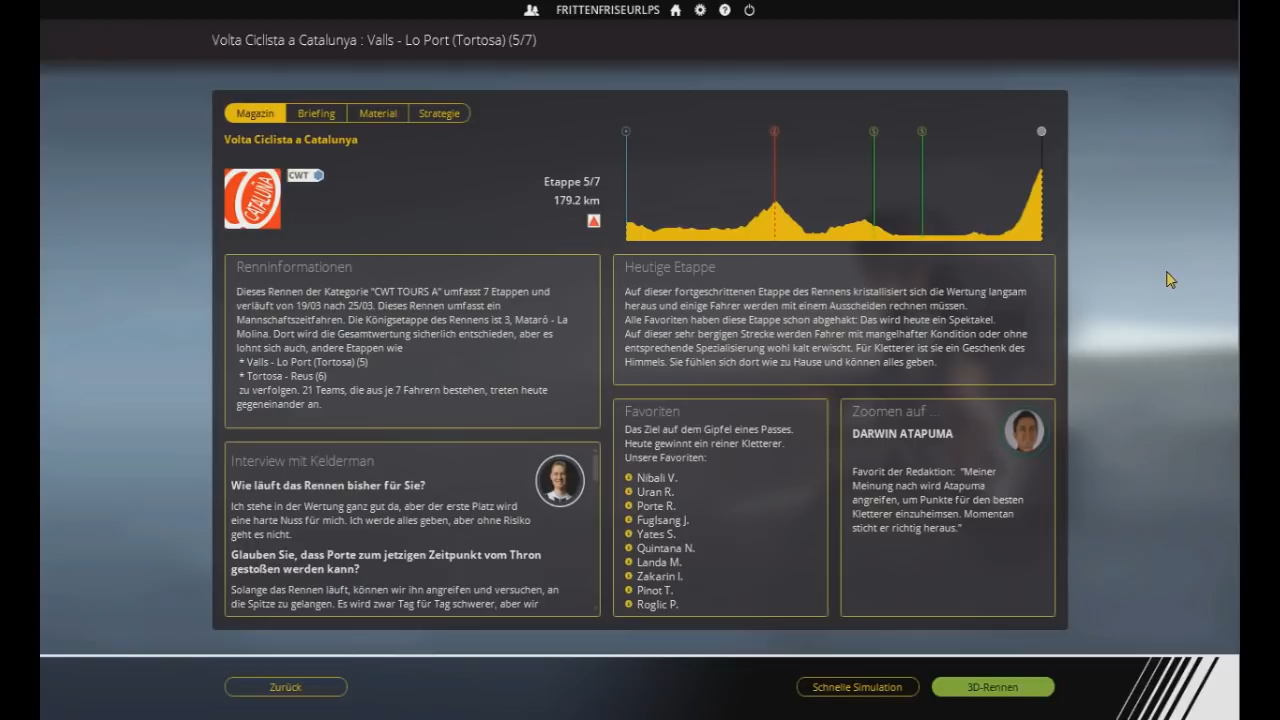 FRITTENFRISEURLPS
Volta Ciclista a Catalunya : Valls - Lo Port (Tortosa) (5/7)
Magazin
Briefing
Material
Strategie
Volta Ciclista a Catalunya
CATALUNA
CWT
Etappe 5/7
179.2 km
Renninformationen
Dieses Rennen der Kategorie "CWT TOURS A" umfasst 7 Etappen und
verläuft von 19/03 nach 25/03. Dieses Rennen umfasst ein
Mannschaftszeitfahren. Die Königsetappe des Rennens ist 3, Mataró - La
Molina. Dort wird die Gesamtwertung sicherlich entschieden, aber es
lohnt sich auch, andere Etappen wie
* Valls - Lo Port (Tortosa) (5)
* Tortosa - Reus (6)
zu verfolgen. 21 Teams, die aus je 7 Fahrern bestehen, treten heute
gegeneinander an.
Heutige Etappe
Auf dieser fortgeschrittenen Etappe des Rennens kristallisiert sich die Wertung langsam
heraus und einige Fahrer werden mit einem Ausscheiden rechnen müssen.
Alle Favoriten haben diese Etappe schon abgehakt: Das wird heute ein Spektakel.
Auf dieser sehr bergigen Strecke werden Fahrer mit mangelhafter Kondition oder ohne
entsprechende Spezialisierung wohl kalt erwischt. Für Kletterer ist sie ein Geschenk des
Himmels. Sie fühlen sich dort wie zu Hause und können alles geben.
Interview mit Kelderman
Wie läuft das Rennen bisher für Sie?
Ich stehe in der Wertung ganz gut da, aber der erste Platz wird
eine harte Nuss für mich. Ich werde alles geben, aber ohne Risiko
geht es nicht.
Glauben Sie, dass Porte zum jetzigen Zeitpunkt vom Thron
gestoßen werden kann?
Solange das Rennen läuft, können wir ihn angreifen und versuchen, an
die Spitze zu gelangen. Es wird zwar Tag für Tag schwerer, aber wir
Favoriten
Das Ziel auf dem Gipfel eines Passes.
Heute gewinnt ein reiner Kletterer.
Unsere Favoriten:
Nibali V.
Uran R.
Porte R.
Fuglsang J.
Yates S.
Quintana N.
Landa M.
Zakarin I.
Pinot T.
Roglic P.
Zoomen auf ...
DARWIN ATAPUMA
Favorit der Redaktion: "Meiner
Meinung nach wird Atapuma
angreifen, um Punkte für den besten
Kletterer einzuheimsen. Momentan
sticht er richtig heraus."
Zurück
Schnelle Simulation
3D-Rennen